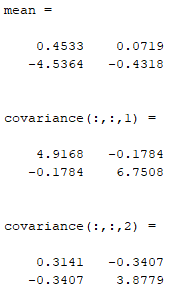 mean =
0.4533 0.0719
-4.5364 -0.4318
covariance(:,:,1) =
4.9168 -0.1784
-0.1784 6.7508
covariance(:,:,2) =
0.3141 -0.3407
-0.3407 3.8779